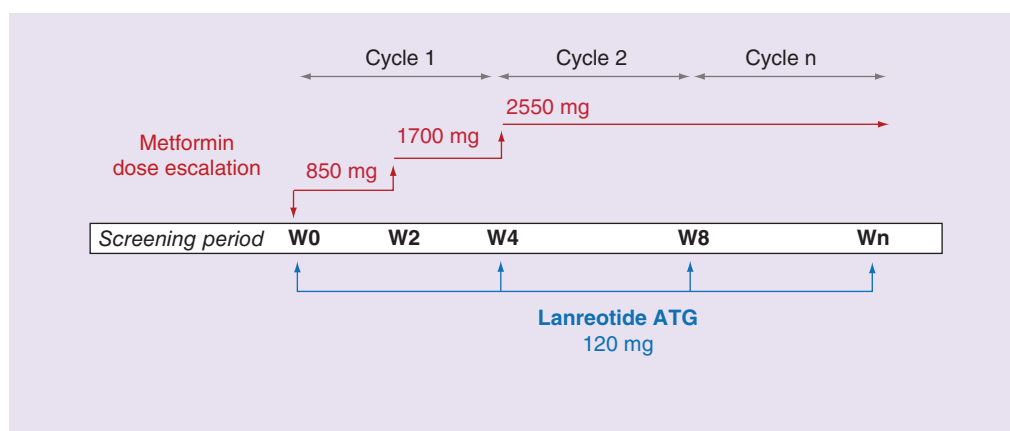 Cycle 1 Cycle 2 Cycle n
2550 mg
1700 mg
Metformin
dose escalation
850 mg
Screening period W0 W2 W4 W8 Wn
Lanreotide ATG
120 mg